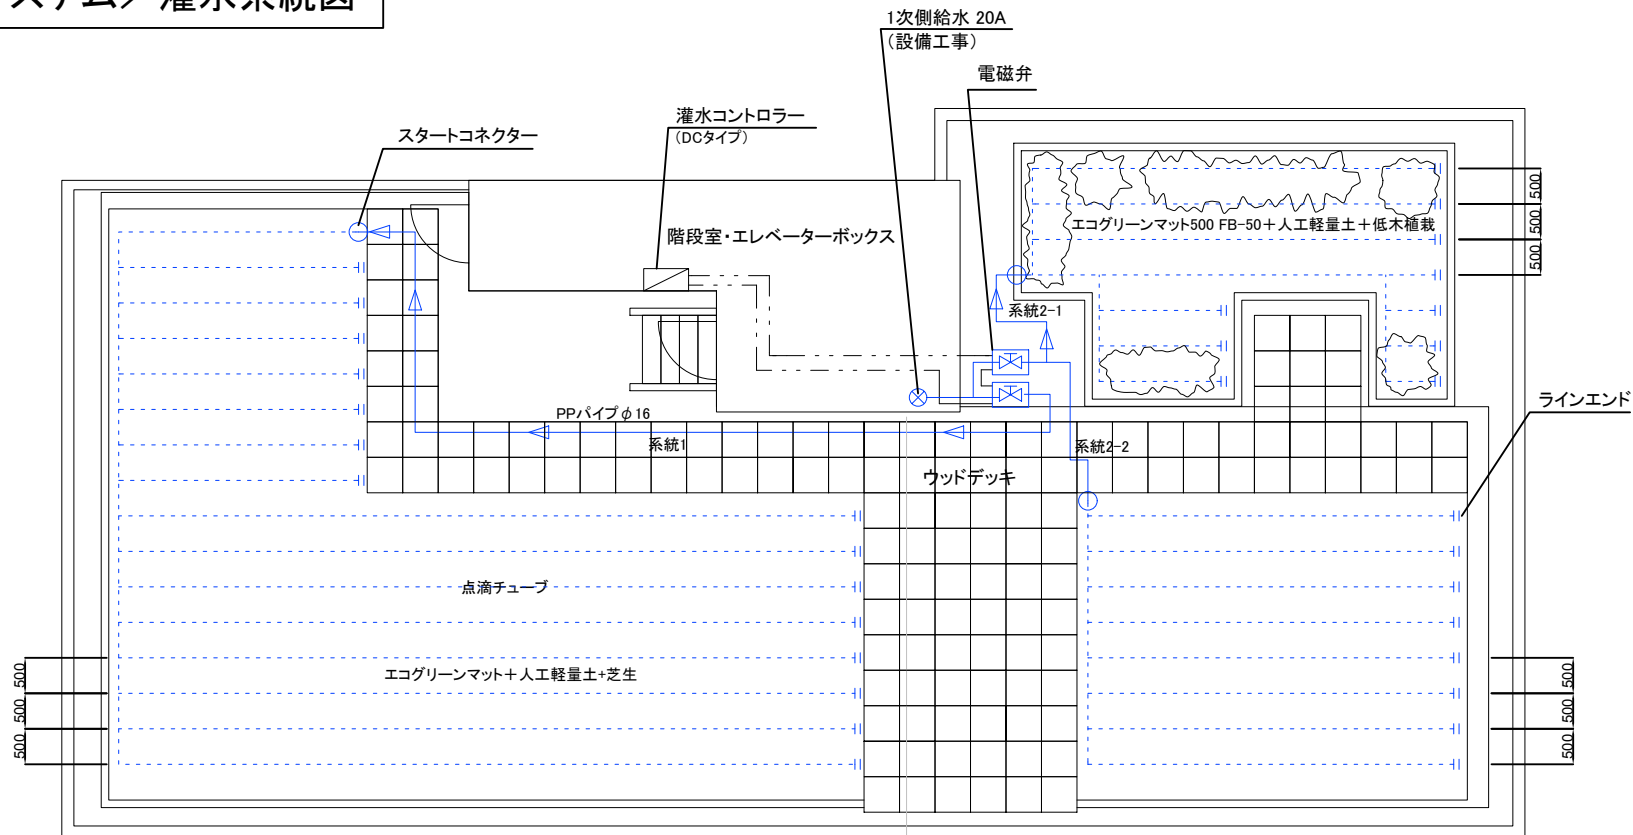 1次側給水 20A
(設備工事)
電磁弁
灌水コントロラー
(DCタイプ)
スタートコネクター
階段室・エレベーターボックス
エコグリーンマット500 FB-50+人工軽量土+低木植栽
500
500
500
系統2-1
ラインエンド
PPパイプφ16
系統1
系統2-2
ウッドデッキ
点滴チューブ
エコグリーンマット+人工軽量土+芝生
500
500
500
500
500
500